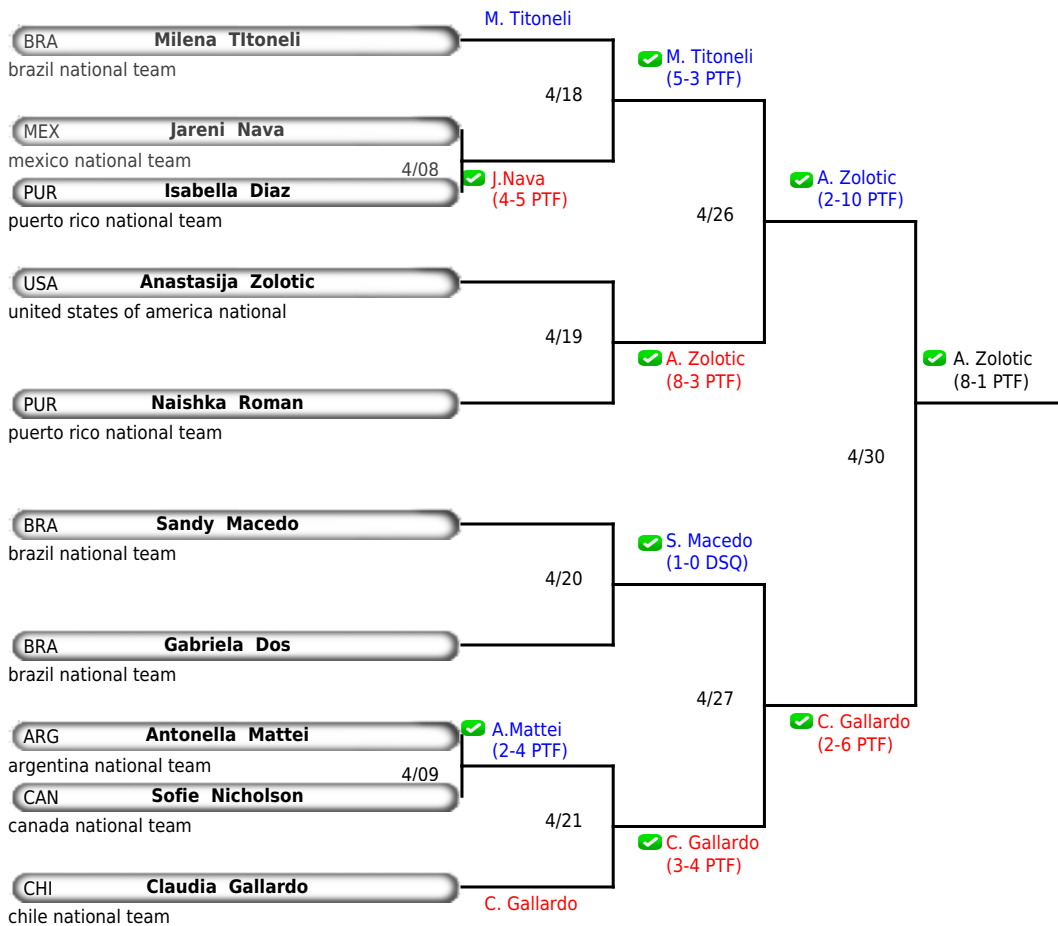 M. Titoneli
BRA Milena TItoneli
brazil national team
M. Titoneli
(5-3 PTF)
4/18
MEX Jareni Nava
mexico national team
4/08
J.Nava
(4-5 PTF)
PUR Isabella Diaz
puerto rico national team
A. Zolotic
(2-10 PTF)
4/26
USA Anastasija Zolotic
united states of america national
4/19
A. Zolotic
(8-3 PTF)
A. Zolotic
(8-1 PTF)
PUR Naishka Roman
puerto rico national team
4/30
BRA Sandy Macedo
brazil national team
S. Macedo
(1-0 DSQ)
4/20
BRA Gabriela Dos
brazil national team
4/27
C. Gallardo
(2-6 PTF)
ARG Antonella Mattei
argentina national team
A.Mattei
(2-4 PTF)
4/09
CAN Sofie Nicholson
canada national team
4/21
C. Gallardo
(3-4 PTF)
CHI Claudia Gallardo
chile national team
C. Gallardo